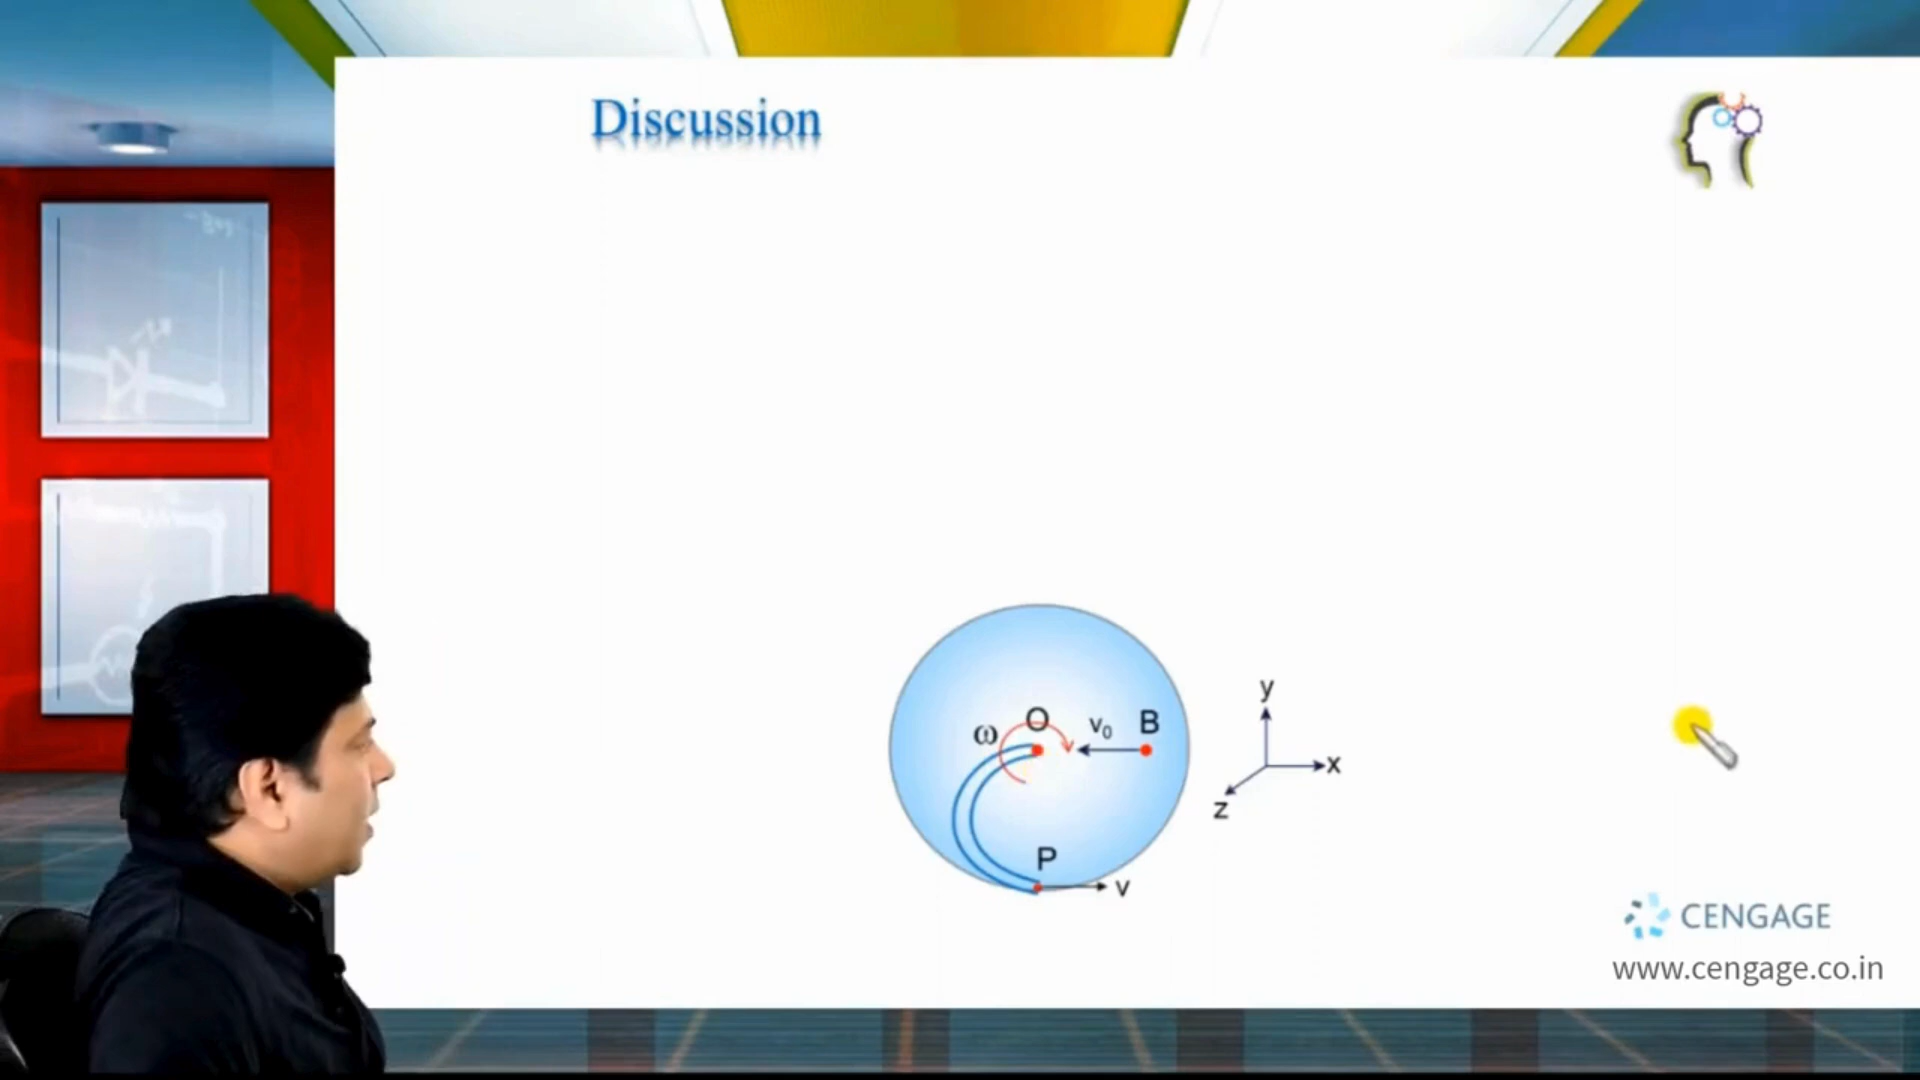 Discussion
y
O
ω
v₀
B
x
z
P
v
CENGAGE
www.cengage.co.in